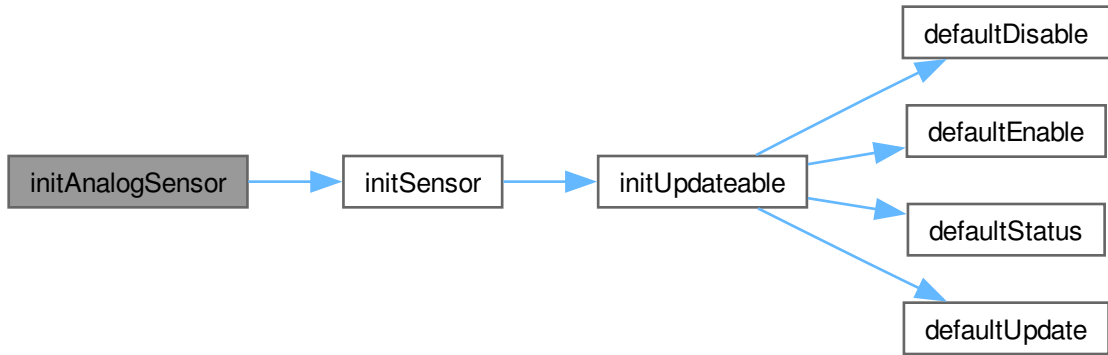 initAnalogSensor
initSensor
initUpdateable
defaultDisable
defaultEnable
defaultStatus
defaultUpdate